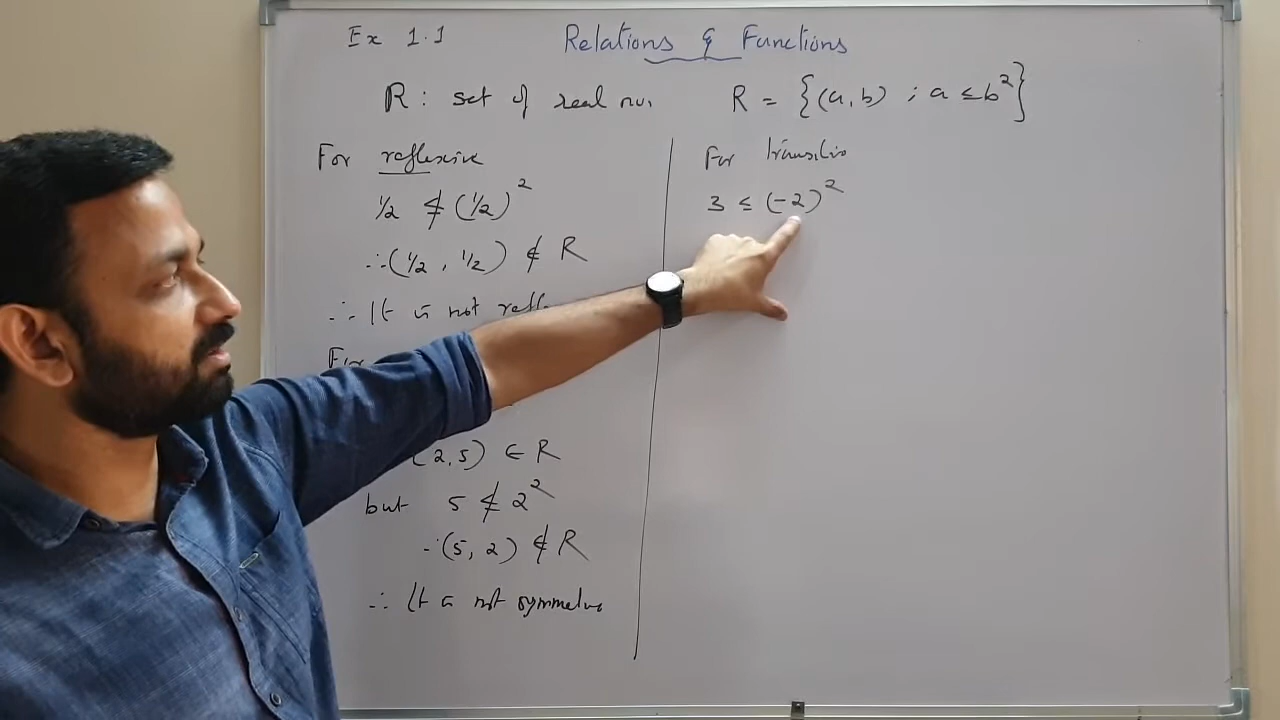 Ex 1.1
Relations & Functions
R : set of real nu.
R = {(a, b) ; a ≤ b²}
For reflexive
1/2 ≰ (1/2)²
∴ (1/2, 1/2) ∉ R
∴ It is not refl
For
(2, 5) ∈ R
but 5 ≰ 2²
∴ (5, 2) ∉ R
∴ It is not symmetric
For transitive
3 ≤ (-2)²